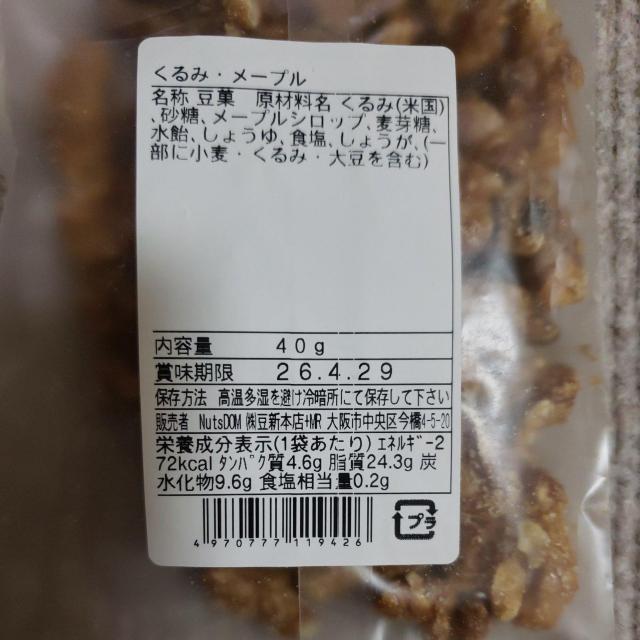 くるみ・メープル
名称 豆菓　原材料名 くるみ(米国)
、砂糖、メープルシロップ、麦芽糖、
水飴、しょうゆ、食塩、しょうが、(一
部に小麦・くるみ・大豆を含む)
内容量 40g
賞味期限 26.4.29
保存方法 高温多湿を避け冷暗所にて保存して下さい
販売者 NutsDOM ㈱豆新本店+MR 大阪市中央区今橋4-5-20
栄養成分表示(1袋あたり) ｴﾈﾙｷﾞｰ2
72kcal ﾀﾝﾊﾟｸ質4.6g 脂質24.3g 炭
水化物9.6g 食塩相当量0.2g
プラ
4970777119426